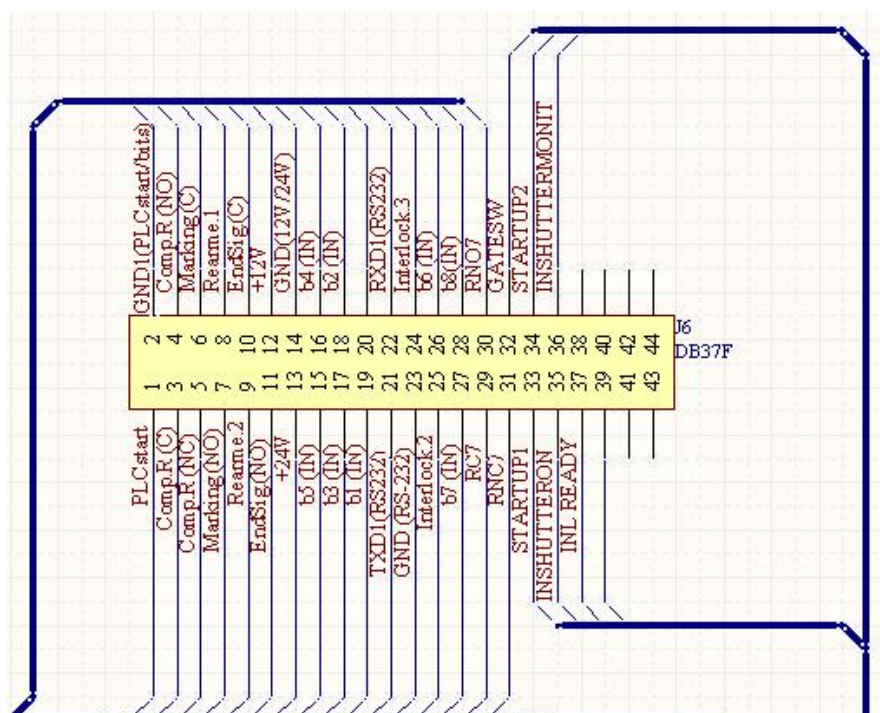 GND1(PLCstart/bits)
Comp.R (NO)
Marking(C)
Rearme.1
EndSig(C)
+12V
GND(12V/24V)
b4(IN)
b2 (IN)
RXD1(RS232)
Interlock.3
b6 (IN)
b8(IN)
RNO7
GATESW
STARTUP2
INSHUTTERMONIT
2 4 6 8 10 12 14 16 18 20 22 24 26 28 30 32 34 36 38 40 42 44
1 3 5 7 9 11 13 15 17 19 21 23 25 27 29 31 33 35 37 39 41 43
J6
DB37F
PLCstart
Comp.R (C)
Comp.R (NC)
Marking(NO)
Rearme.2
EndSig(NO)
+24V
b5 (IN)
b3 (IN)
b1 (IN)
TXD1(RS232)
GND (RS-232)
Interlock.2
b7 (IN)
RC7
RNC7
STARTUP1
INSHUTTERON
INL READY